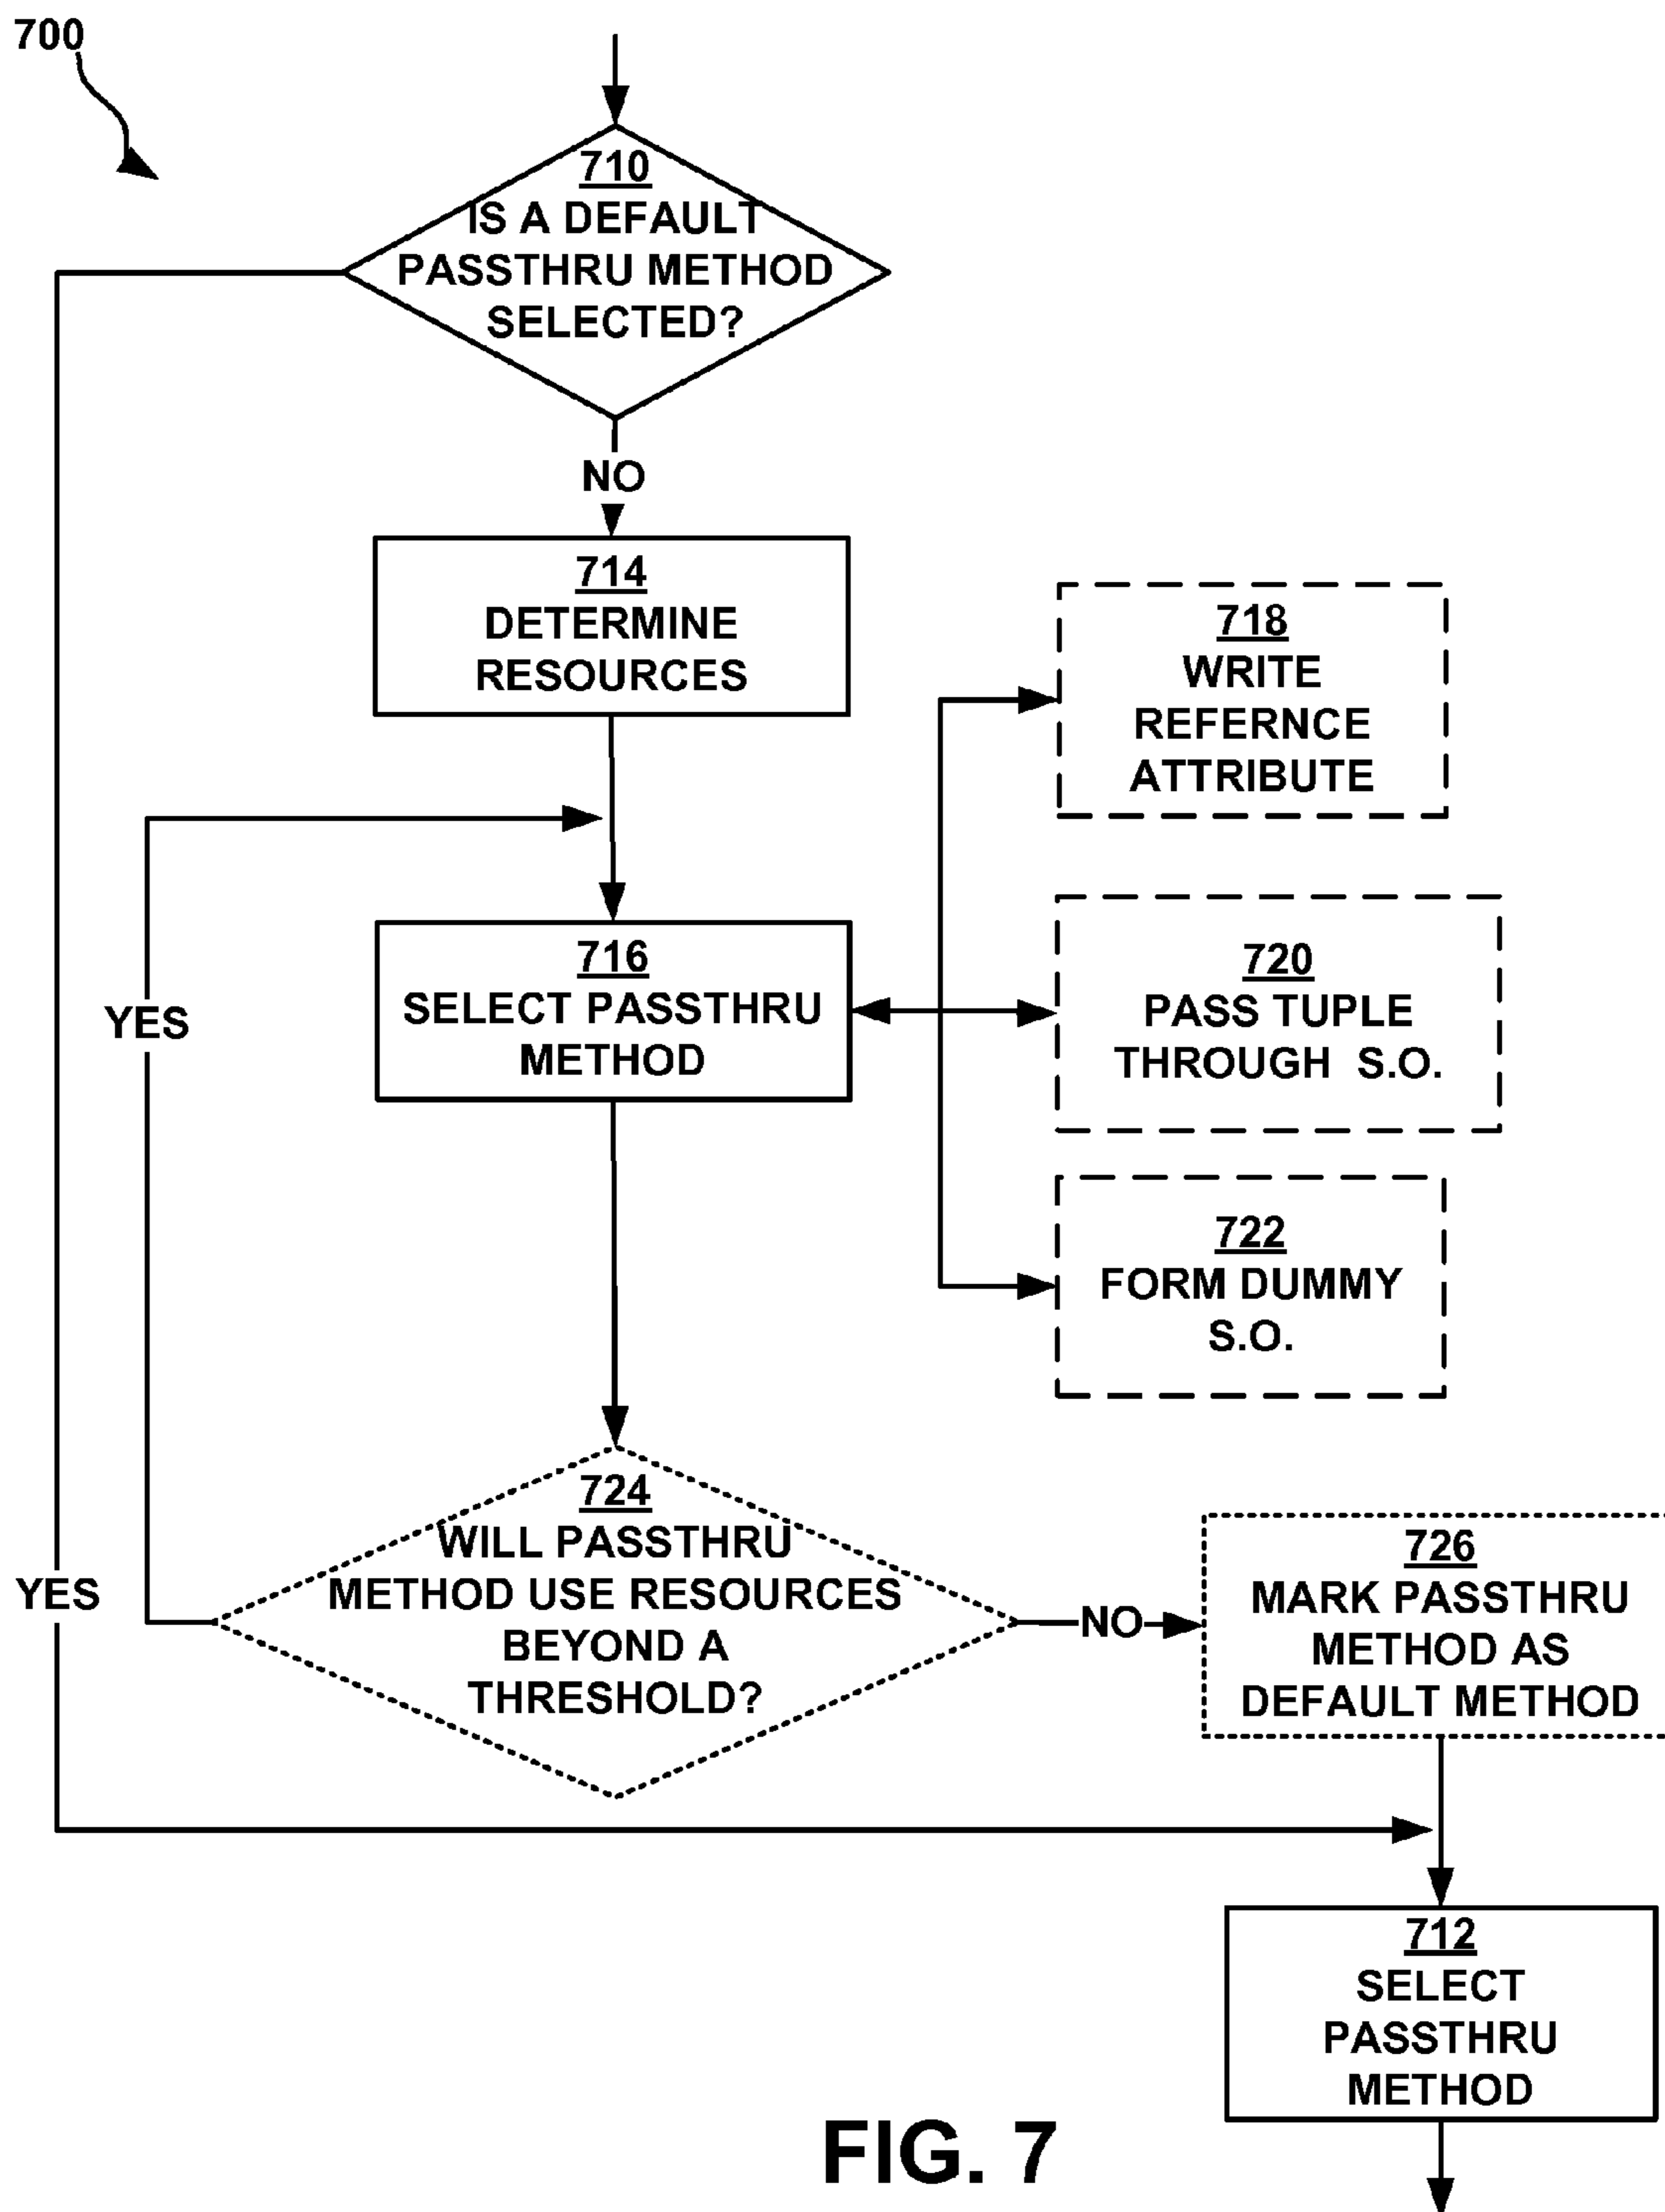 700
710
IS A DEFAULT
PASSTHRU METHOD
SELECTED?
NO
714
DETERMINE
RESOURCES
718
WRITE
REFERNCE
ATTRIBUTE
716
SELECT PASSTHRU
METHOD
720
PASS TUPLE
THROUGH S.O.
YES
722
FORM DUMMY
S.O.
724
WILL PASSTHRU
METHOD USE RESOURCES
BEYOND A
THRESHOLD?
YES
NO
726
MARK PASSTHRU
METHOD AS
DEFAULT METHOD
712
SELECT
PASSTHRU
METHOD
FIG. 7